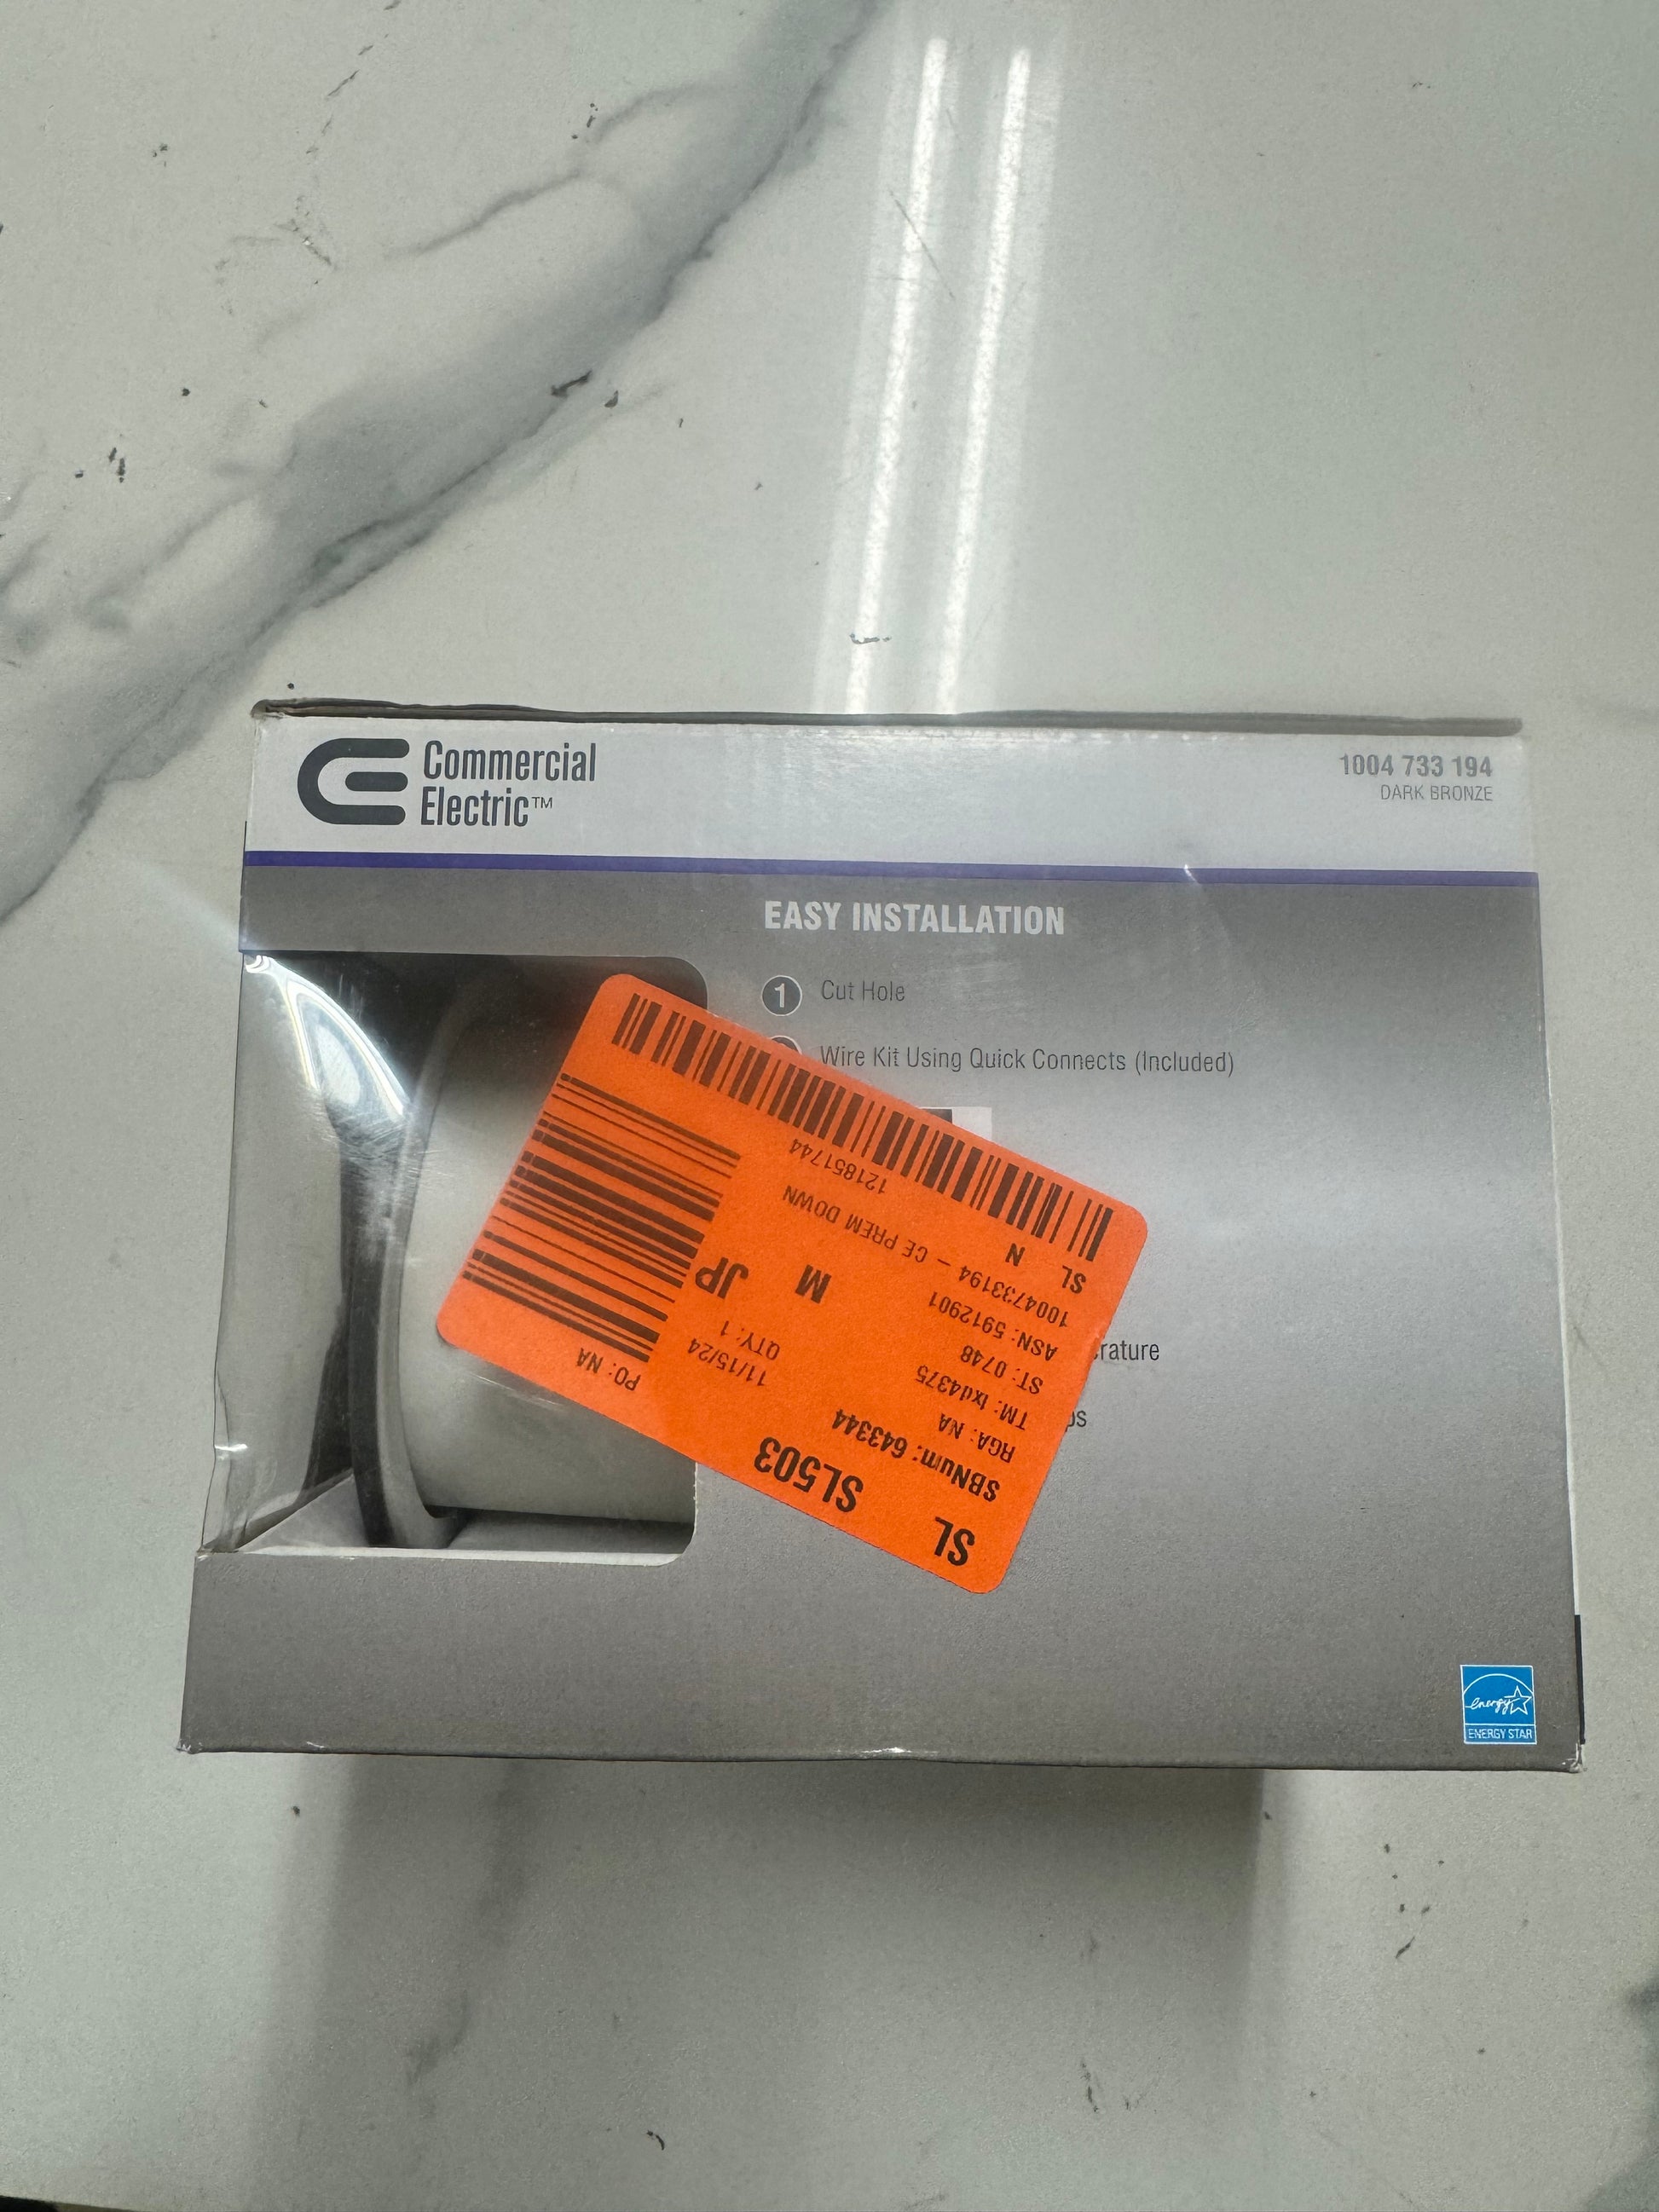 Commercial
Electric™
1004 733 194
DARK BRONZE
EASY INSTALLATION
1 Cut Hole
Wire Kit Using Quick Connects (Included)
rature
ps
SL SL503
SBNum: 643344
RGA: NA
TM: lxd4375
ST: 0748
ASN: 5912901
1004733194 - CE PREM DOWN
SL N
PO: NA
11/15/24
QTY: 1
M JP
121851744
energy
ENERGY STAR